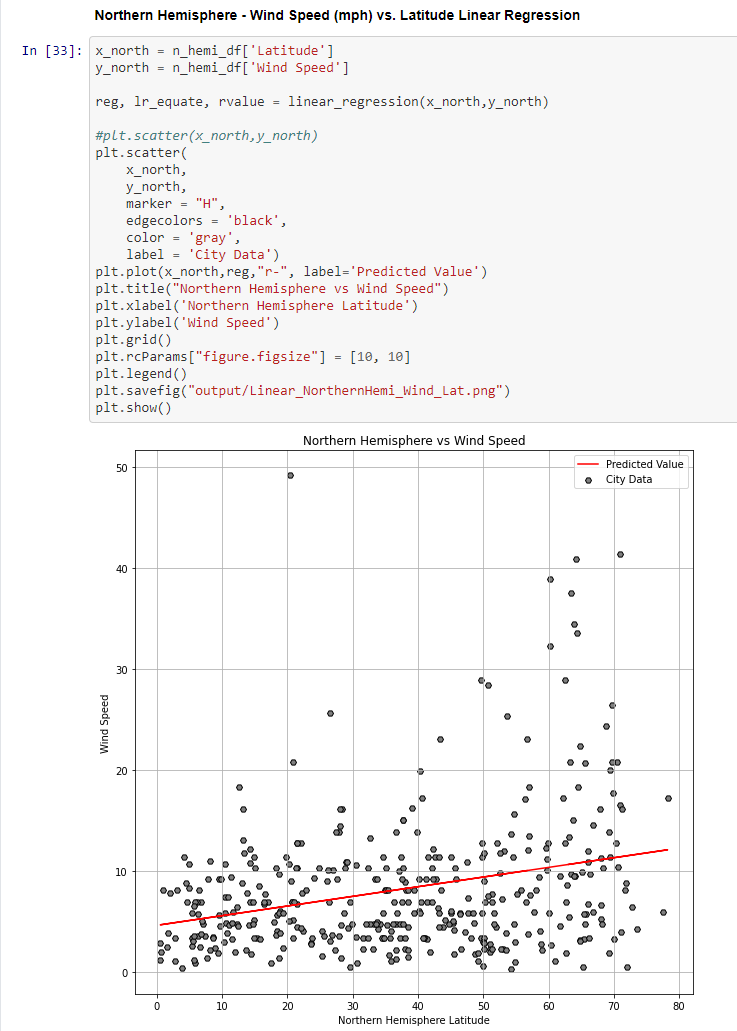 Northern Hemisphere - Wind Speed (mph) vs. Latitude Linear Regression
In [33]: x_north = n_hemi_df['Latitude']
y_north = n_hemi_df['Wind Speed']
reg, lr_equate, rvalue = linear_regression(x_north,y_north)
#plt.scatter(x_north,y_north)
plt.scatter(
x_north,
y_north,
marker = "H",
edgecolors = 'black',
color = 'gray',
label = 'City Data')
plt.plot(x_north,reg,"r-", label='Predicted Value')
plt.title("Northern Hemisphere vs Wind Speed")
plt.xlabel('Northern Hemisphere Latitude')
plt.ylabel('Wind Speed')
plt.grid()
plt.rcParams["figure.figsize"] = [10, 10]
plt.legend()
plt.savefig("output/Linear_NorthernHemi_Wind_Lat.png")
plt.show()
Northern Hemisphere vs Wind Speed
Predicted Value
City Data
50
40
30
20
10
0
Wind Speed
0 10 20 30 40 50 60 70 80
Northern Hemisphere Latitude